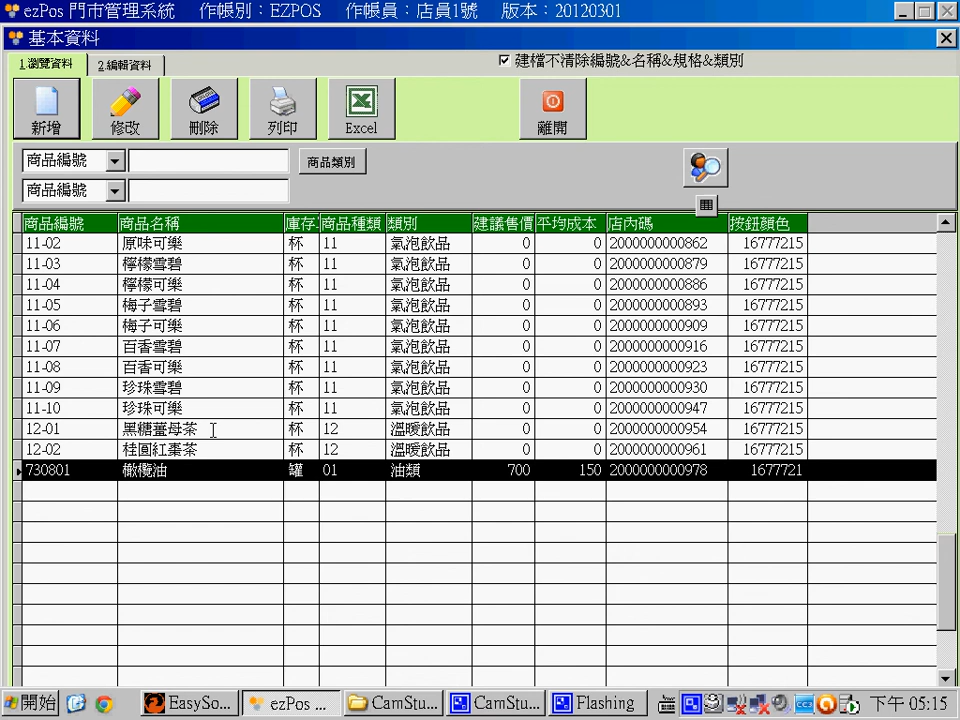 ezPos 門市管理系統 作帳別：EZPOS 作帳員：店員1號 版本：20120301
基本資料
1.瀏覽資料 2.編輯資料 建檔不清除編號&名稱&規格&類別
新增 修改 刪除 列印 Excel 離開
商品編號 商品類別
商品編號
商品編號 商品名稱 庫存 商品種類 類別 建議售價 平均成本 店內碼 按鈕顏色
11-02 原味可樂 杯 11 氣泡飲品 0 0 2000000000862 16777215
11-03 檸檬雪碧 杯 11 氣泡飲品 0 0 2000000000879 16777215
11-04 檸檬可樂 杯 11 氣泡飲品 0 0 2000000000886 16777215
11-05 梅子雪碧 杯 11 氣泡飲品 0 0 2000000000893 16777215
11-06 梅子可樂 杯 11 氣泡飲品 0 0 2000000000909 16777215
11-07 百香雪碧 杯 11 氣泡飲品 0 0 2000000000916 16777215
11-08 百香可樂 杯 11 氣泡飲品 0 0 2000000000923 16777215
11-09 珍珠雪碧 杯 11 氣泡飲品 0 0 2000000000930 16777215
11-10 珍珠可樂 杯 11 氣泡飲品 0 0 2000000000947 16777215
12-01 黑糖薑母茶 杯 12 溫暖飲品 0 0 2000000000954 16777215
12-02 桂圓紅棗茶 杯 12 溫暖飲品 0 0 2000000000961 16777215
730801 橄欖油 罐 01 油類 700 150 2000000000978 1677721
開始 EasySo... ezPos ... CamStu... CamStu... Flashing 下午 05:15